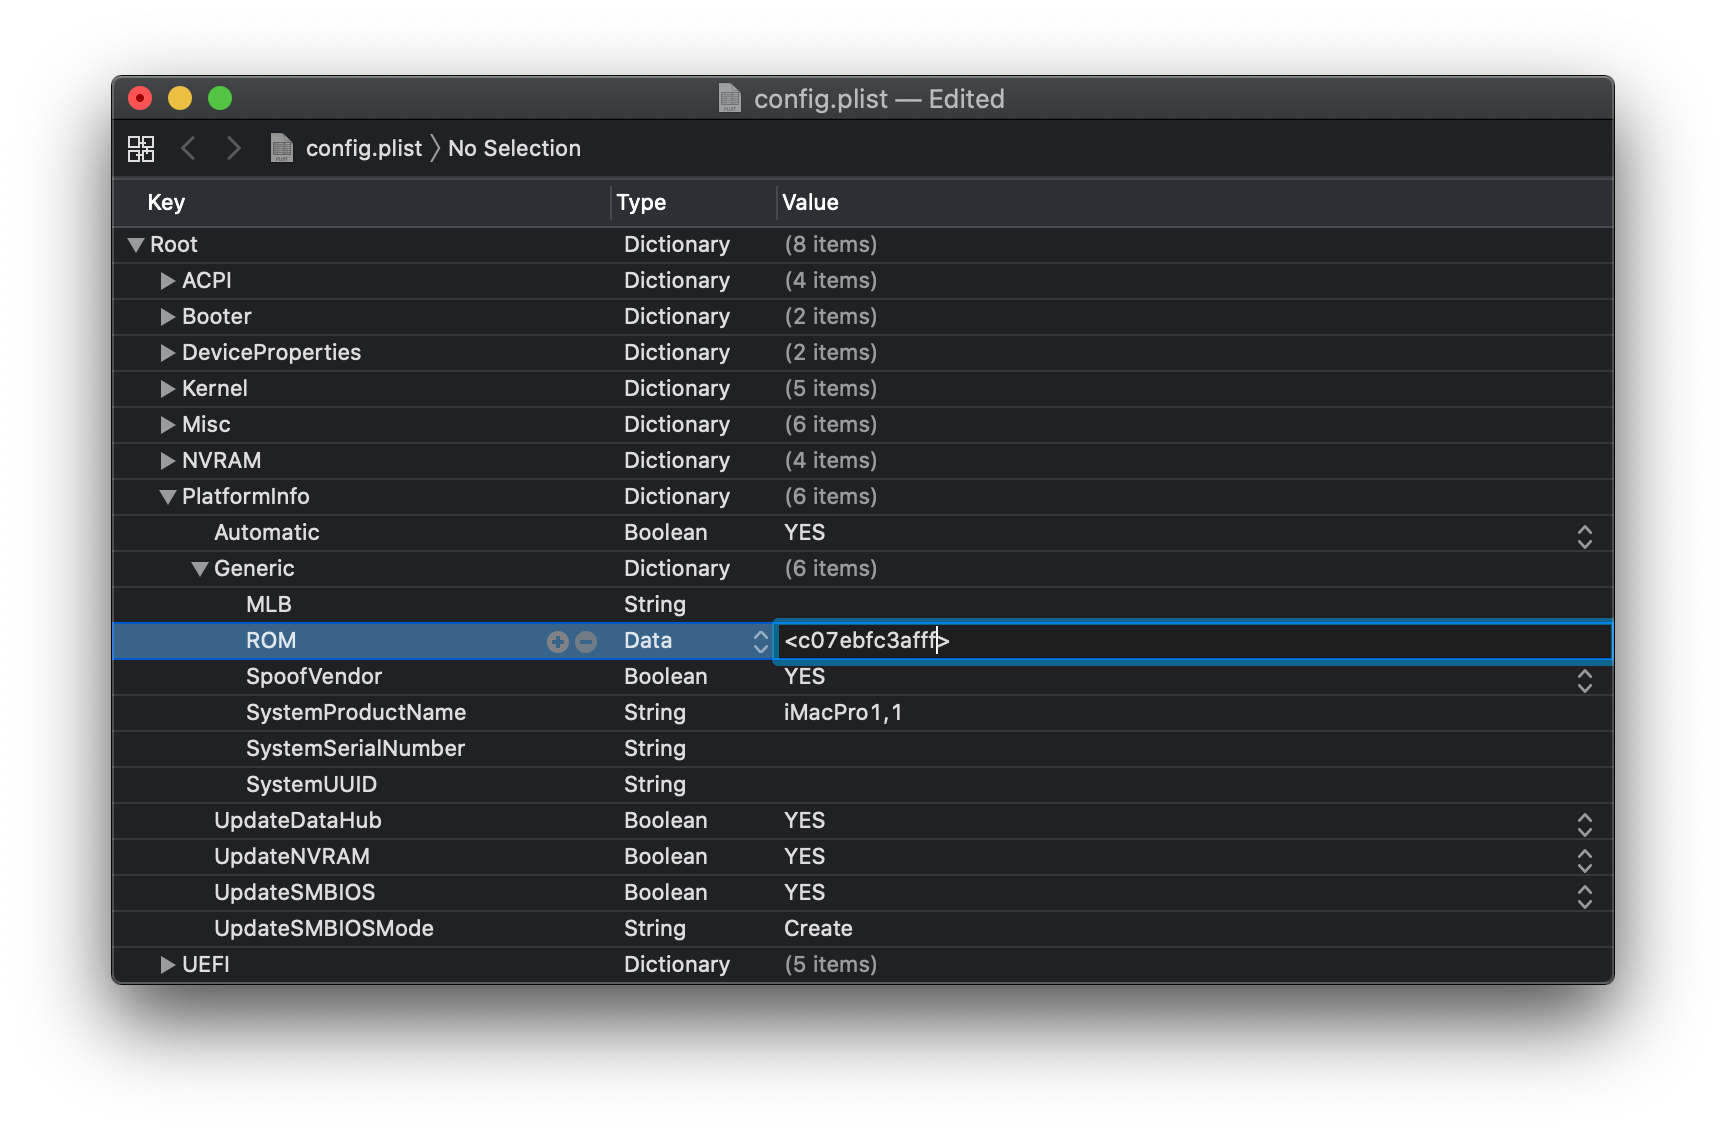 config.plist — Edited
config.plist 〉 No Selection
Key Type Value
Root Dictionary (8 items)
ACPI Dictionary (4 items)
Booter Dictionary (2 items)
DeviceProperties Dictionary (2 items)
Kernel Dictionary (5 items)
Misc Dictionary (6 items)
NVRAM Dictionary (4 items)
PlatformInfo Dictionary (6 items)
Automatic Boolean YES
Generic Dictionary (6 items)
MLB String
ROM Data <c07ebfc3afff>
SpoofVendor Boolean YES
SystemProductName String iMacPro1,1
SystemSerialNumber String
SystemUUID String
UpdateDataHub Boolean YES
UpdateNVRAM Boolean YES
UpdateSMBIOS Boolean YES
UpdateSMBIOSMode String Create
UEFI Dictionary (5 items)